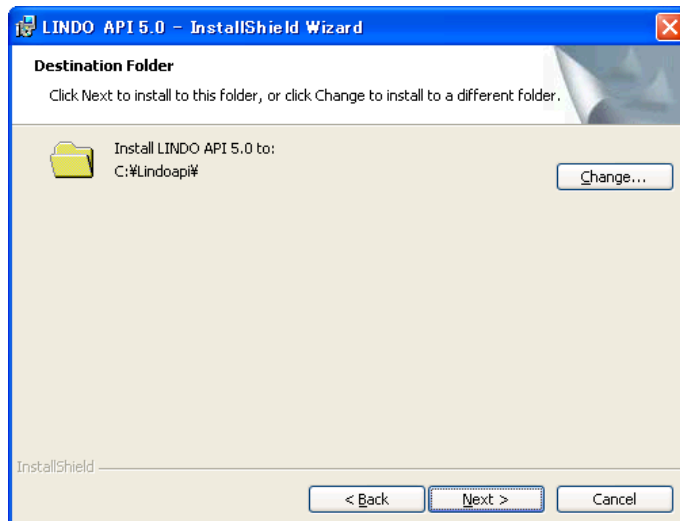 LINDO API 5.0 - InstallShield Wizard
Destination Folder
Click Next to install to this folder, or click Change to install to a different folder.
Install LINDO API 5.0 to:
C:¥Lindoapi¥
Change...
InstallShield
< Back
Next >
Cancel